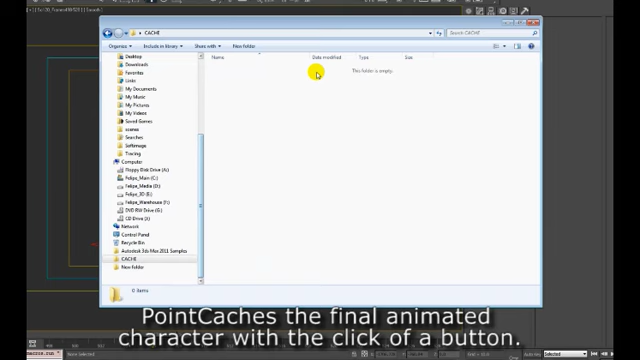 CACHE
Search CACHE
Organize
Include in library
Share with
New folder
Name
Date modified
Type
Size
This folder is empty.
Desktop
Downloads
Favorites
Links
My Documents
My Music
My Pictures
My Videos
Saved Games
scenes
Searches
Softimage
Tracing
Computer
Floppy Disk Drive (A:)
Felipe_Main (C:)
Felipe_Media (D:)
Felipe_3D (E:)
Felipe_Warehouse (F:)
DVD RW Drive (G:)
CD Drive (J:)
Network
Control Panel
Recycle Bin
Autodesk 3ds Max 2011 Samples
CACHE
New folder
0 items
PointCaches the final animated
character with the click of a button.
None Selected